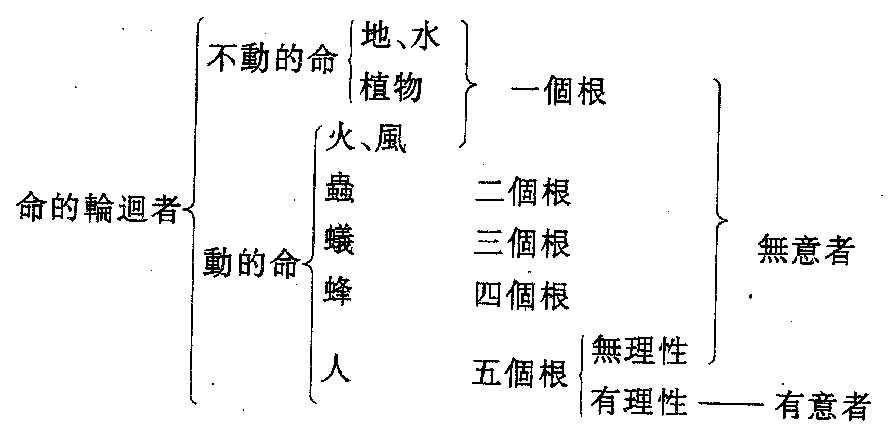 不動的命 地、水
植物 一個根
火、風
命的輪迴者 蟲 二個根
動的命 蟻 三個根 無意者
蜂 四個根
人 五個根 無理性
有理性 —— 有意者